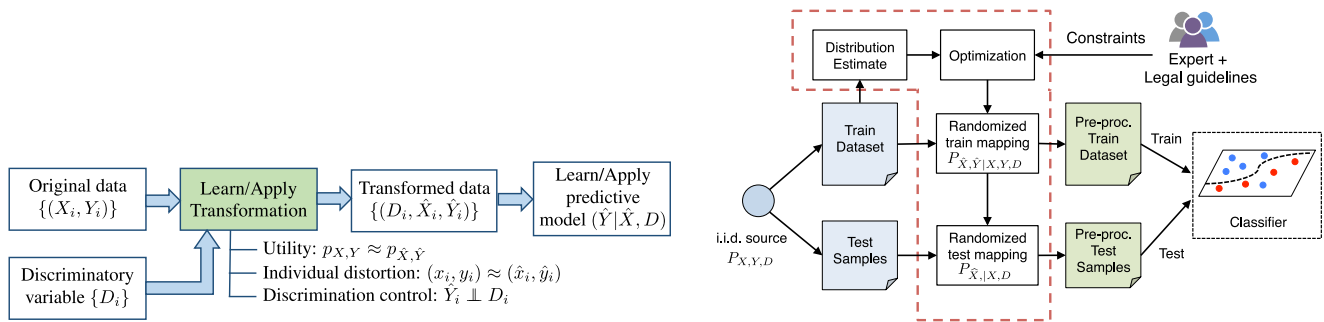 Original data
{(X_i, Y_i)}
Learn/Apply
Transformation
Transformed data
{(D_i, X̂_i, Ŷ_i)}
Learn/Apply
predictive
model (Ŷ|X̂, D)
Discriminatory
variable {D_i}
Utility: p_{X,Y} ≈ p_{X̂,Ŷ}
Individual distortion: (x_i, y_i) ≈ (x̂_i, ŷ_i)
Discrimination control: Ŷ_i ⫫ D_i
Distribution
Estimate
Optimization
Constraints
Expert +
Legal guidelines
Train
Dataset
Randomized
train mapping
P_{X̂,Ŷ|X,Y,D}
Pre-proc.
Train
Dataset
Train
i.i.d. source
P_{X,Y,D}
Test
Samples
Randomized
test mapping
P_{X̂,|X,D}
Pre-proc.
Test
Samples
Test
Classifier